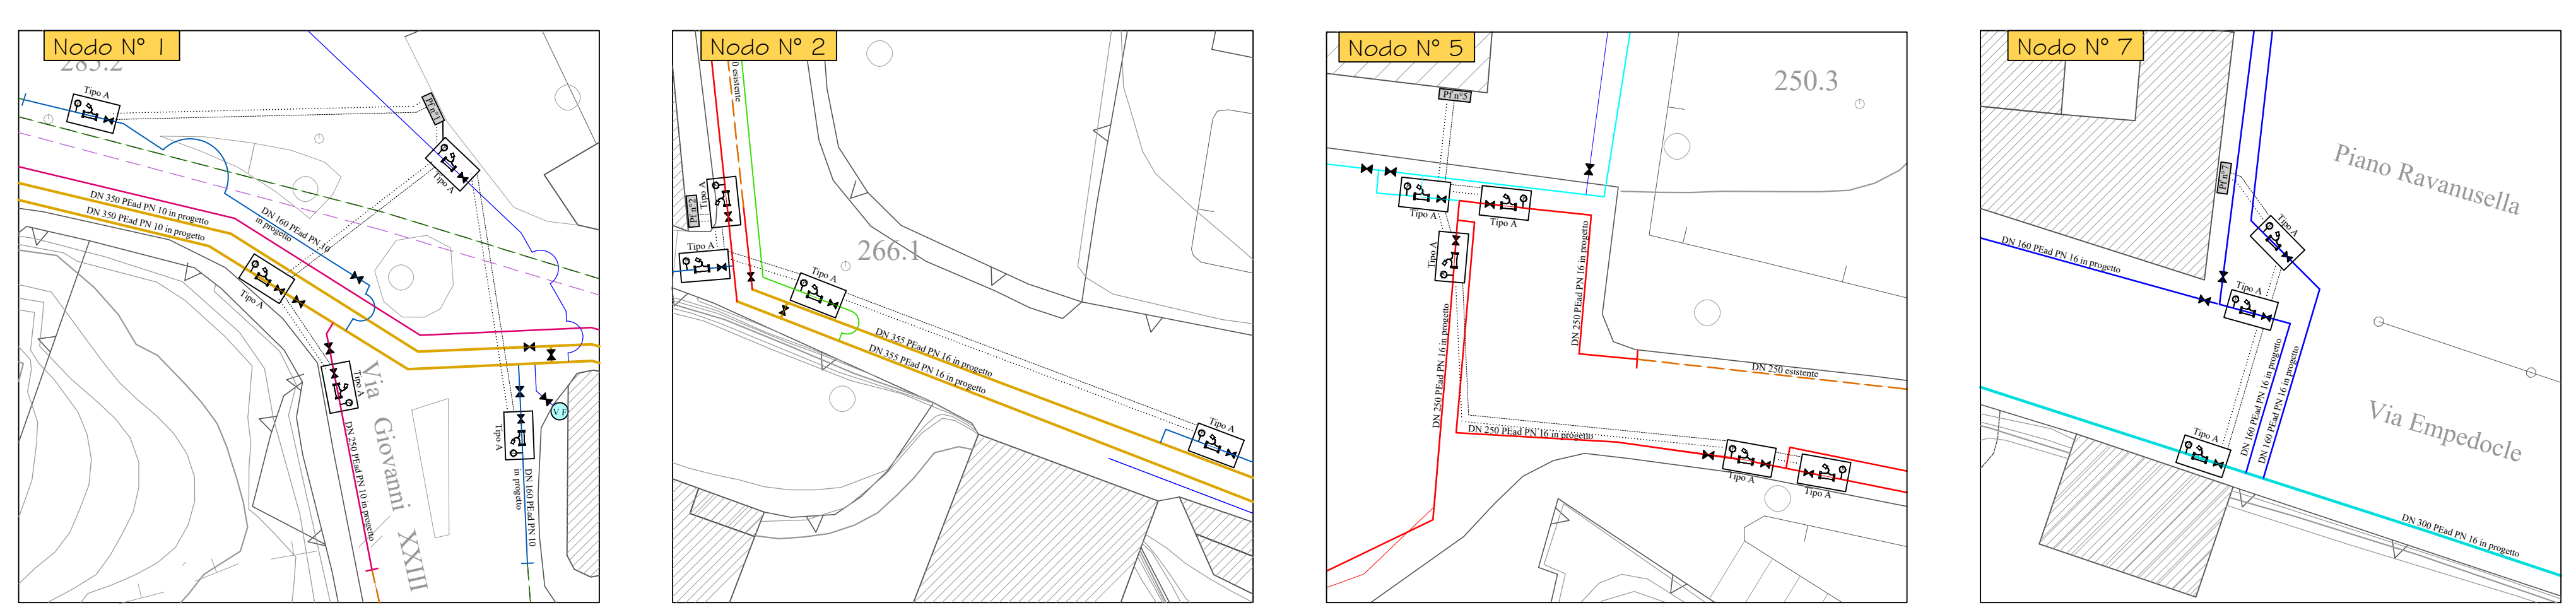 Nodo N° 1
283.2
Tipo A
Pf n°1
Tipo A
DN 350 PEad PN 10 in progetto
DN 350 PEad PN 10 in progetto
DN 160 PEad PN 10
in progetto
Tipo A
Tipo A
Via Giovanni XXIII
DN 250 PEad PN 10 in progetto
V F
Tipo A
DN 160 PEad PN 10
in progetto
Nodo N° 2
0 esistente
Tipo A
Pf n°2
Tipo A
266.1
Tipo A
DN 355 PEad PN 16 in progetto
DN 355 PEad PN 16 in progetto
Tipo A
Nodo N° 5
Pf n°5
250.3
Tipo A
Tipo A
Tipo A
DN 250 PEad PN 16 in progetto
DN 250 PEad PN 16 in progetto
DN 250 esistente
DN 250 PEad PN 16 in progetto
Tipo A
Tipo A
Nodo N° 7
Piano Ravanusella
Pf n°7
Tipo A
DN 160 PEad PN 16 in progetto
Tipo A
DN 160 PEad PN 16 in progetto
DN 160 PEad PN 16 in progetto
Via Empedocle
Tipo A
DN 300 PEad PN 16 in progetto